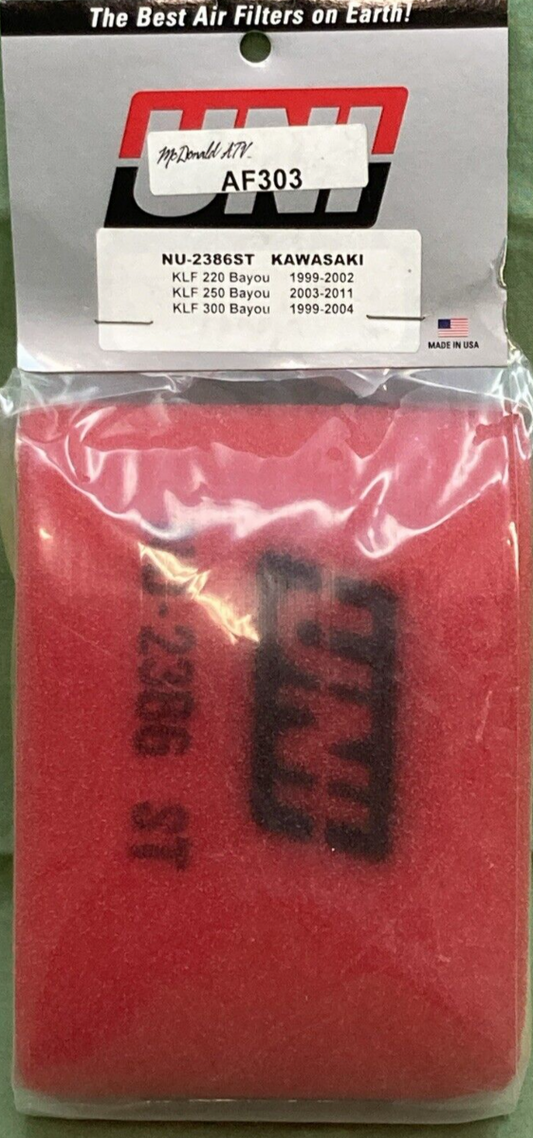 The Best Air Filters on Earth!
UNI
McDonald ATV
AF303
NU-2386ST KAWASAKI
KLF 220 Bayou 1999-2002
KLF 250 Bayou 2003-2011
KLF 300 Bayou 1999-2004
MADE IN USA
UNI
NU-2386 ST